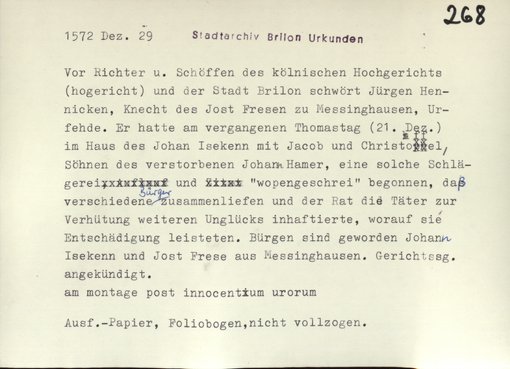 268
1572 Dez. 29 Stadtarchiv Brilon Urkunden
Vor Richter u. Schöffen des kölnischen Hochgerichts
(hogericht) und der Stadt Brilon schwört Jürgen Hen-
nicken, Knecht des Jost Fresen zu Messinghausen, Ur-
fehde. Er hatte am vergangenen Thomastag (21. Dez.)
im Haus des Johan Isekenn mit Jacob und Christoffel,
Söhnen des verstorbenen Johann Hamer, eine solche Schlä-
gerei und "wopengeschrei" begonnen, daß
verschiedene Bürger zusammenliefen und der Rat die Täter zur
Verhütung weiteren Unglücks inhaftierte, worauf sie
Entschädigung leisteten. Bürgen sind geworden Johann
Isekenn und Jost Frese aus Messinghausen. Gerichtssg.
angekündigt.
am montage post innocentium urorum
Ausf.-Papier, Foliobogen,nicht vollzogen.